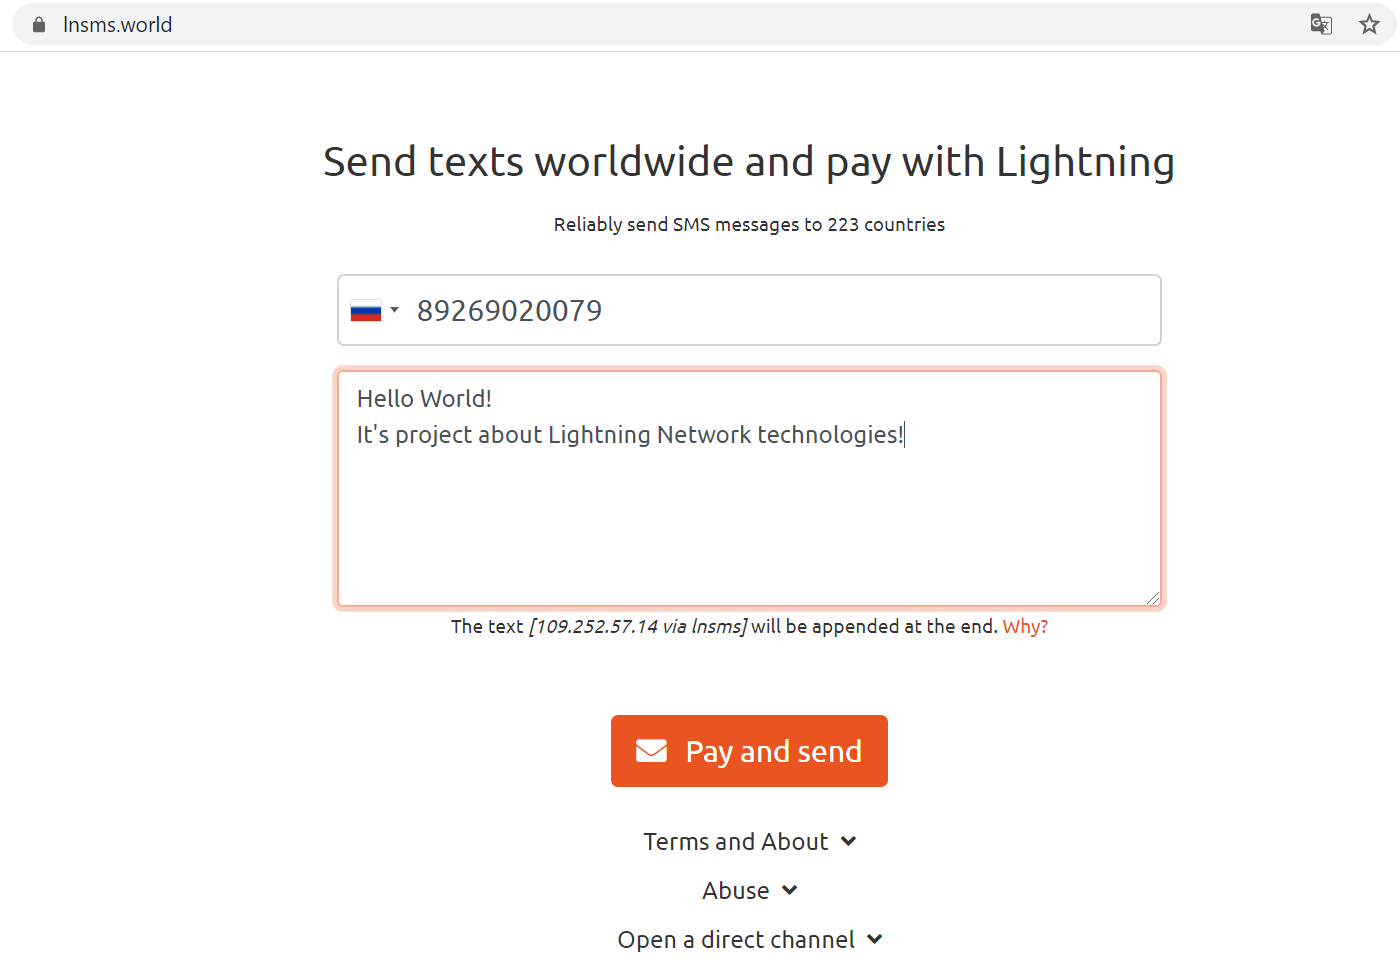 lnsms.world
Send texts worldwide and pay with Lightning
Reliably send SMS messages to 223 countries
89269020079
Hello World!
It's project about Lightning Network technologies!
The text [109.252.57.14 via lnsms] will be appended at the end. Why?
Pay and send
Terms and About
Abuse
Open a direct channel